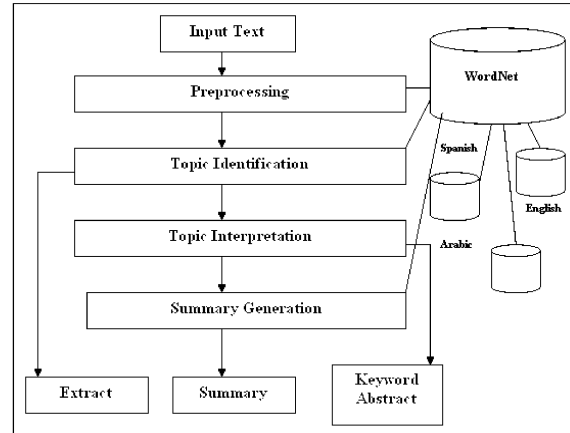 Input Text
WordNet
Preprocessing
Spanish
Topic Identification
English
Topic Interpretation
Arabic
Summary Generation
Extract
Summary
Keyword
Abstract